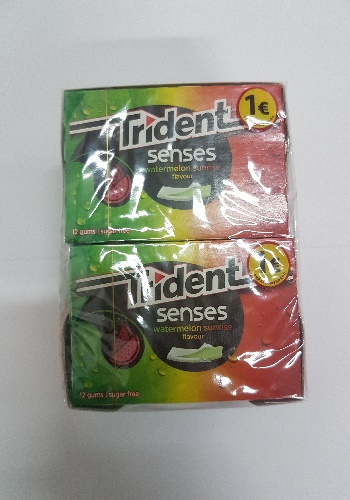 Trident
1€
senses
watermelon sunrise
flavour
12 gums | sugar free
Trident
senses
watermelon sunrise
flavour
12 gums | sugar free